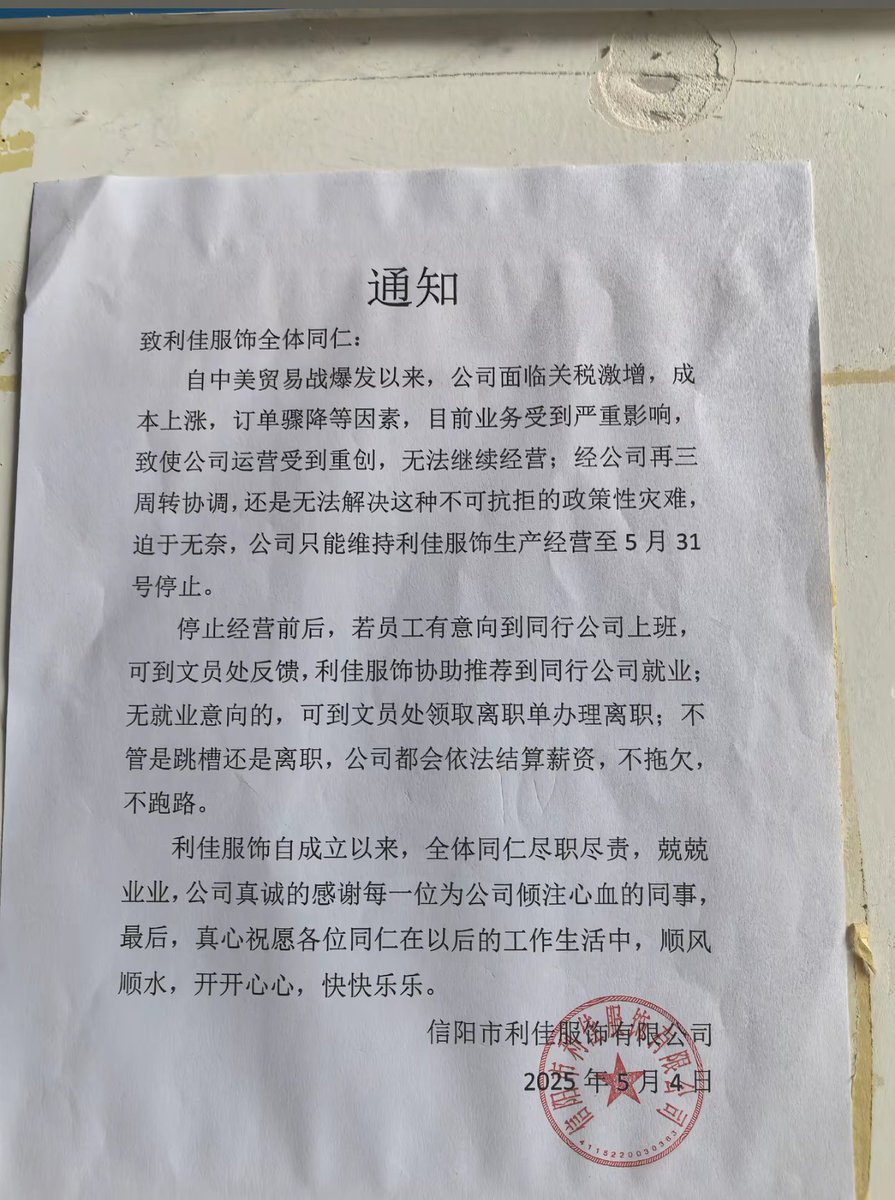 通知
致利佳服饰全体同仁：
自中美贸易战爆发以来，公司面临关税激增，成
本上涨，订单骤降等因素，目前业务受到严重影响，
致使公司运营受到重创，无法继续经营；经公司再三
周转协调，还是无法解决这种不可抗拒的政策性灾难，
迫于无奈，公司只能维持利佳服饰生产经营至 5 月 31
号停止。
停止经营前后，若员工有意向到同行公司上班，
可到文员处反馈，利佳服饰协助推荐到同行公司就业；
无就业意向的，可到文员处领取离职单办理离职；不
管是跳槽还是离职，公司都会依法结算薪资，不拖欠，
不跑路。
利佳服饰自成立以来，全体同仁尽职尽责，兢兢
业业，公司真诚的感谢每一位为公司倾注心血的同事，
最后，真心祝愿各位同仁在以后的工作生活中，顺风
顺水，开开心心，快快乐乐。
信阳市利佳服饰有限公司
2025 年 5 月 4 日
信阳市利佳服饰有限公司
4115220030363